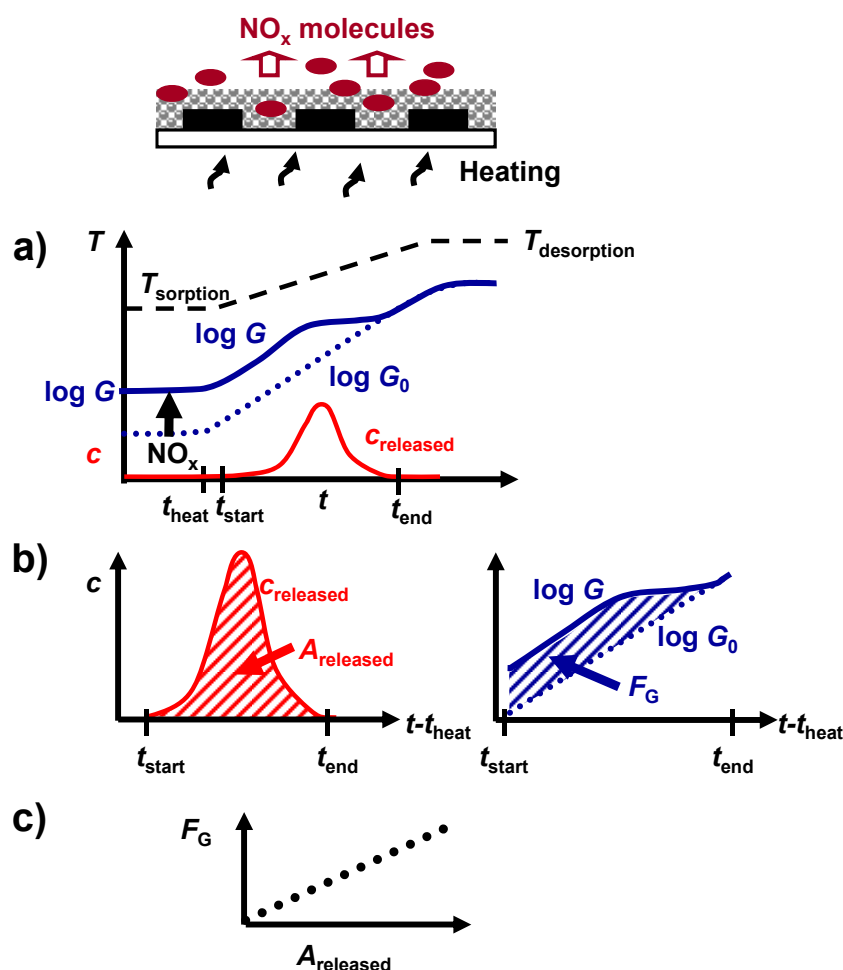 NOx molecules
Heating
a)
T
Tdesorption
Tsorption
log G
log G
log G0
NOx
c
creleased
theat
tstart
t
tend
b)
c
creleased
Areleased
t-theat
tstart
tend
log G
log G0
FG
t-theat
tstart
tend
c)
FG
Areleased